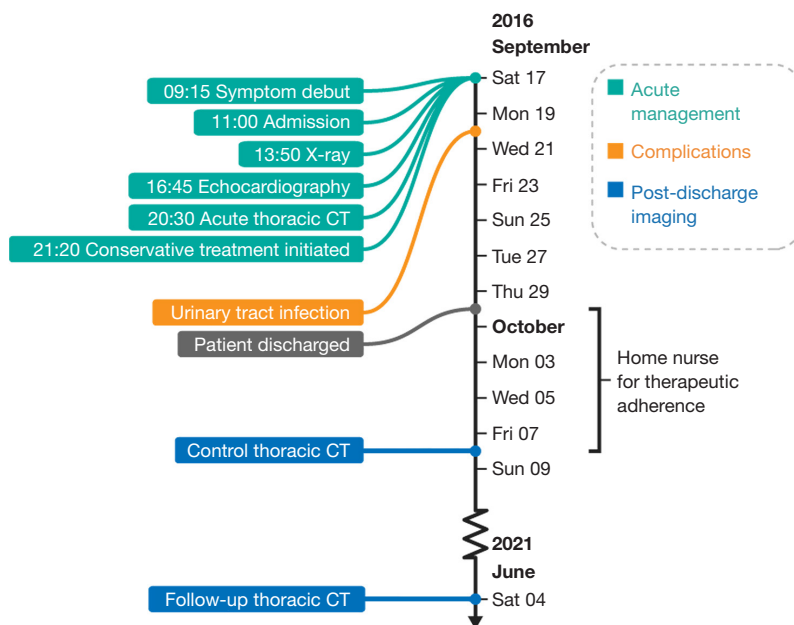 2016
September
Sat 17
Mon 19
Wed 21
Fri 23
Sun 25
Tue 27
Thu 29
October
Mon 03
Wed 05
Fri 07
Sun 09
2021
June
Sat 04
09:15 Symptom debut
11:00 Admission
13:50 X-ray
16:45 Echocardiography
20:30 Acute thoracic CT
21:20 Conservative treatment initiated
Urinary tract infection
Patient discharged
Control thoracic CT
Follow-up thoracic CT
Acute
management
Complications
Post-discharge
imaging
Home nurse
for therapeutic
adherence